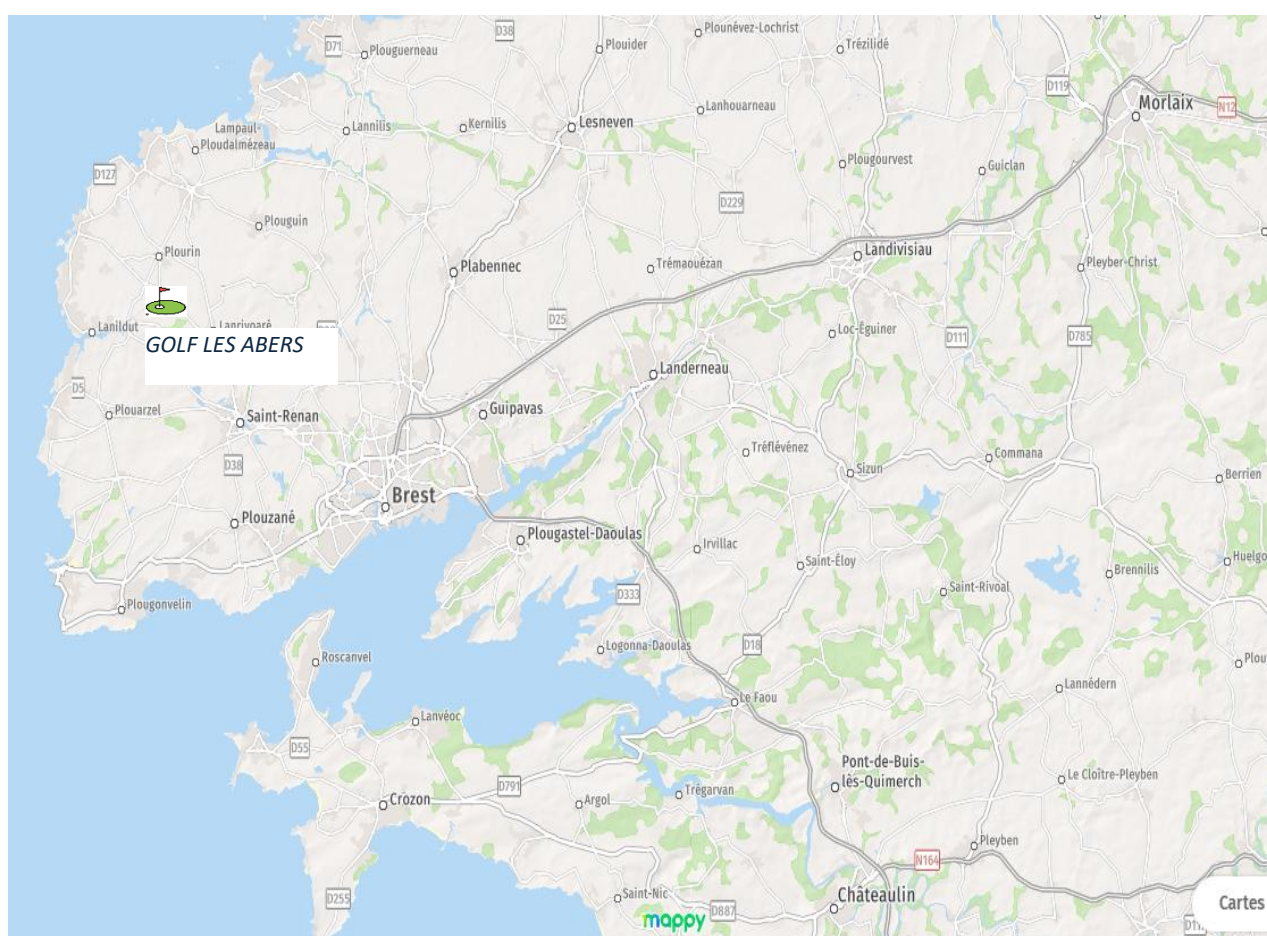 Plounévez-Lochrist
D38
D71
Plouguerneau
Plouider
Trézilidé
D119
Morlaix
N12
Lanhouarneau
Lampaul-
Ploudalmézeau
Lannilis
Kernilis
Lesneven
Plougourvest
Guiclan
D127
D229
Plouguin
Plourin
Plabennec
Trémaouézan
Landivisiau
Pleyber-Christ
Lanildut
Lanrivoaré
D25
Loc-Éguiner
D111
D785
GOLF LES ABERS
Landerneau
D5
Plouarzel
Saint-Renan
Guipavas
Tréflévénez
Commana
D38
Sizun
Berrien
Brest
Plouzané
Plougastel-Daoulas
Irvillac
Saint-Éloy
Brennilis
Huelgo
Plougonvelin
D333
Saint-Rivoal
Roscanvel
Logonna-Daoulas
D18
Plou
Lannédern
Le Faou
Lanvéoc
D55
Pont-de-Buis-
lès-Quimerch
Le Cloître-Pleyben
D791
Trégarvan
Crozon
Argol
Pleyben
N164
D255
Saint-Nic
Châteaulin
Cartes
mappy
D887